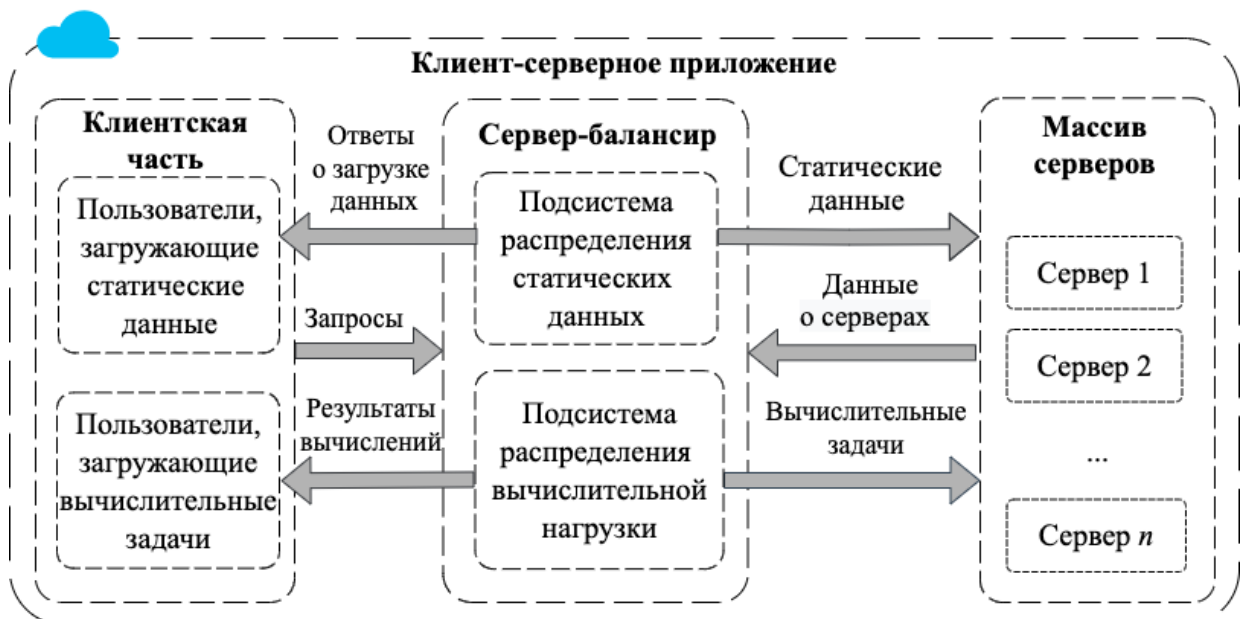 Клиент-серверное приложение
Клиентская
часть
Пользователи,
загружающие
статические
данные
Пользователи,
загружающие
вычислительные
задачи
Ответы
о загрузке
данных
Запросы
Результаты
вычислений
Сервер-балансир
Подсистема
распределения
статических
данных
Подсистема
распределения
вычислительной
нагрузки
Статические
данные
Данные
о серверах
Вычислительные
задачи
Массив
серверов
Сервер 1
Сервер 2
...
Сервер n